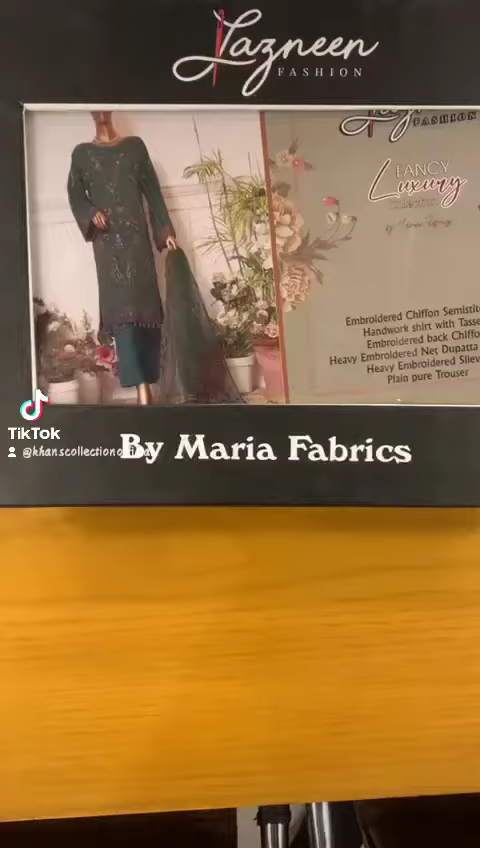 Lazneen
FASHION
FASHION
FANCY
Luxury
Embroidered Chiffon
Handwork shirt with
Embroidered back
Heavy Embroidered Net Dupatta
Heavy Embroidered
Plain pure Trouser
TikTok
By Maria Fabrics